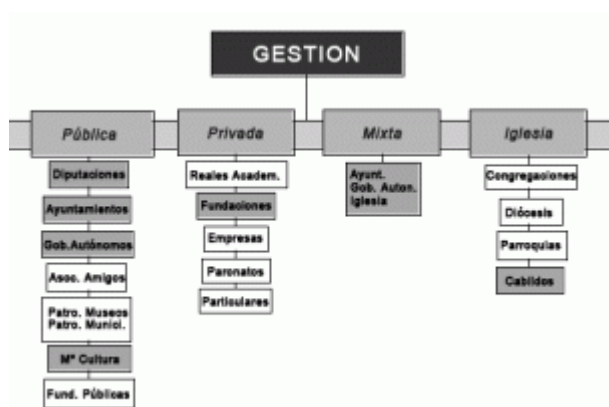 GESTION
Pública
Diputaciones
Ayuntamientos
Gob.Autónomos
Asoc. Amigos
Patro. Museos
Patro. Munici.
Mº Cultura
Fund. Públicas
Privada
Reales Academ.
Fundaciones
Empresas
Paronatos
Particulares
Mixta
Ayunt.
Gob. Auton.
Iglesia
Iglesia
Congregaciones
Diócesis
Parroquias
Cabildos